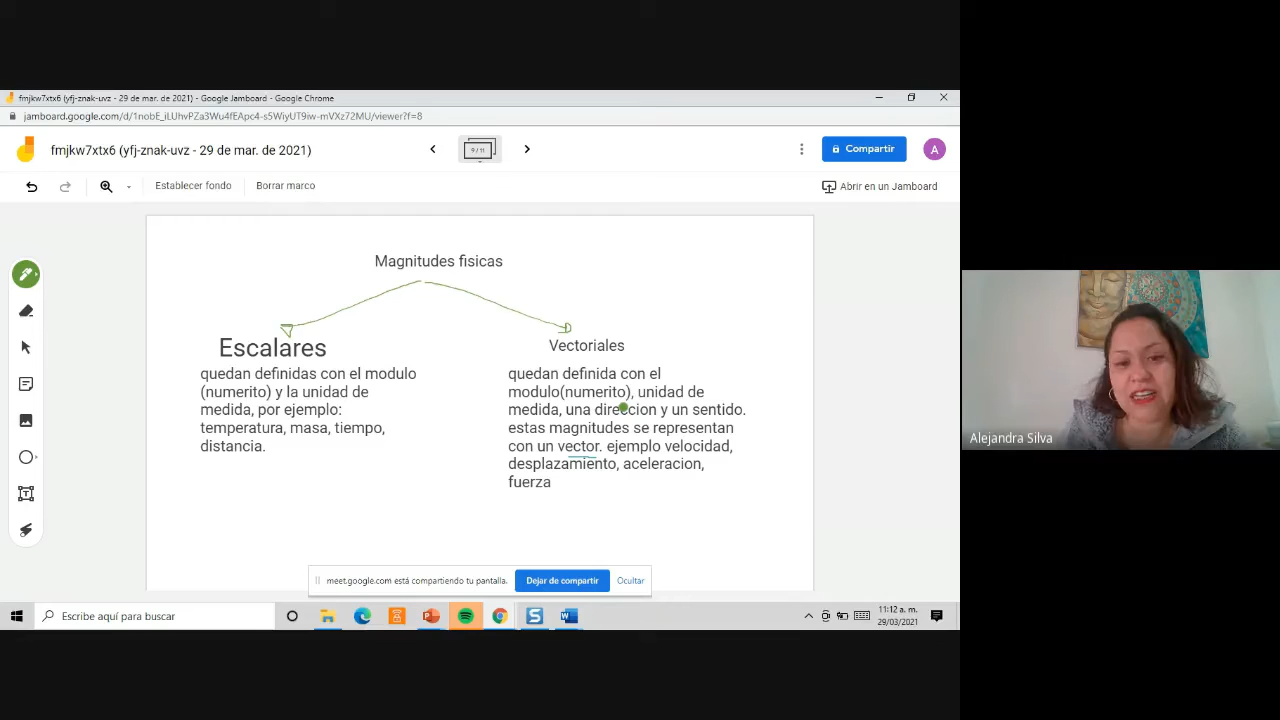 fmjkw7xtx6 (yfj-znak-uvz - 29 de mar. de 2021) - Google Jamboard - Google Chrome
jamboard.google.com/d/1nobE_iLUhvPZa3Wu4fEApc4-s5WiyUT9iw-mVXz72MU/viewer?f=8
fmjkw7xtx6 (yfj-znak-uvz - 29 de mar. de 2021)
9 / 11
Compartir
A
Establecer fondo
Borrar marco
Abrir en un Jamboard
Magnitudes fisicas
Escalares
quedan definidas con el modulo
(numerito) y la unidad de
medida, por ejemplo:
temperatura, masa, tiempo,
distancia.
Vectoriales
quedan definida con el
modulo(numerito), unidad de
medida, una direccion y un sentido.
estas magnitudes se representan
con un vector. ejemplo velocidad,
desplazamiento, aceleracion,
fuerza
meet.google.com está compartiendo tu pantalla.
Dejar de compartir
Ocultar
Alejandra Silva
Escribe aquí para buscar
11:12 a. m.
29/03/2021